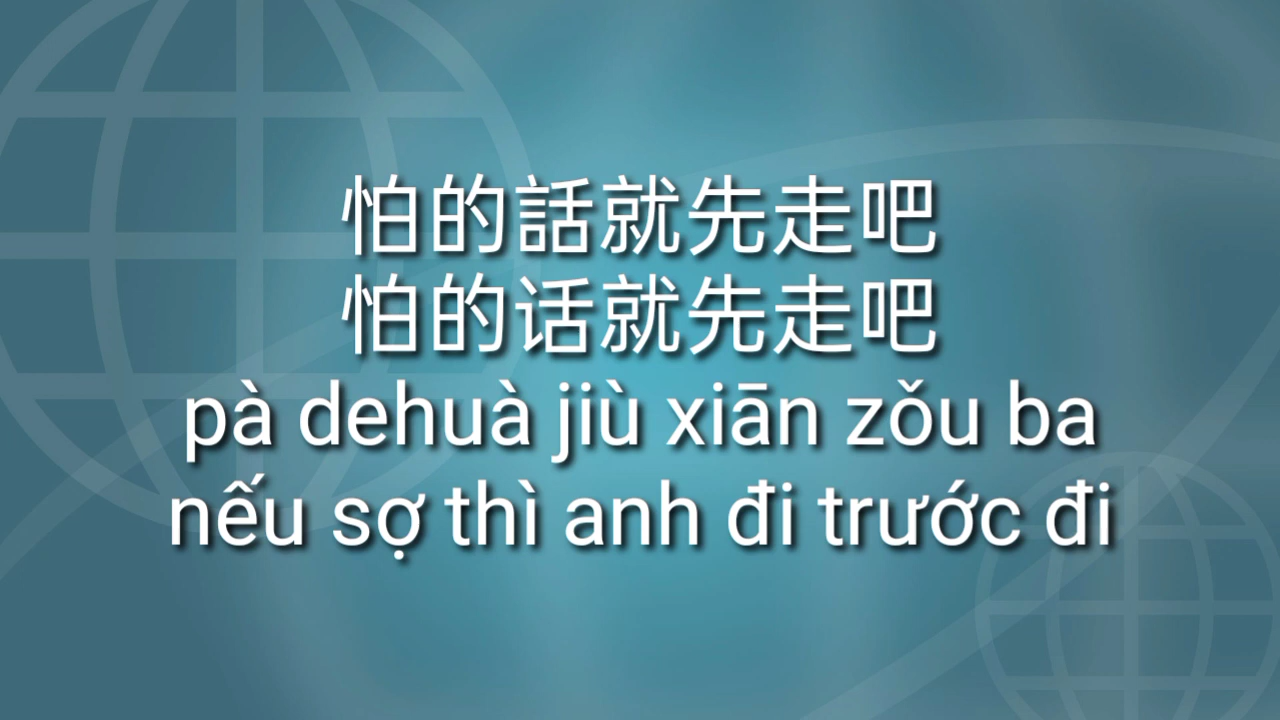 怕的話就先走吧
怕的话就先走吧
pà dehuà jiù xiān zǒu ba
nếu sợ thì anh đi trước đi